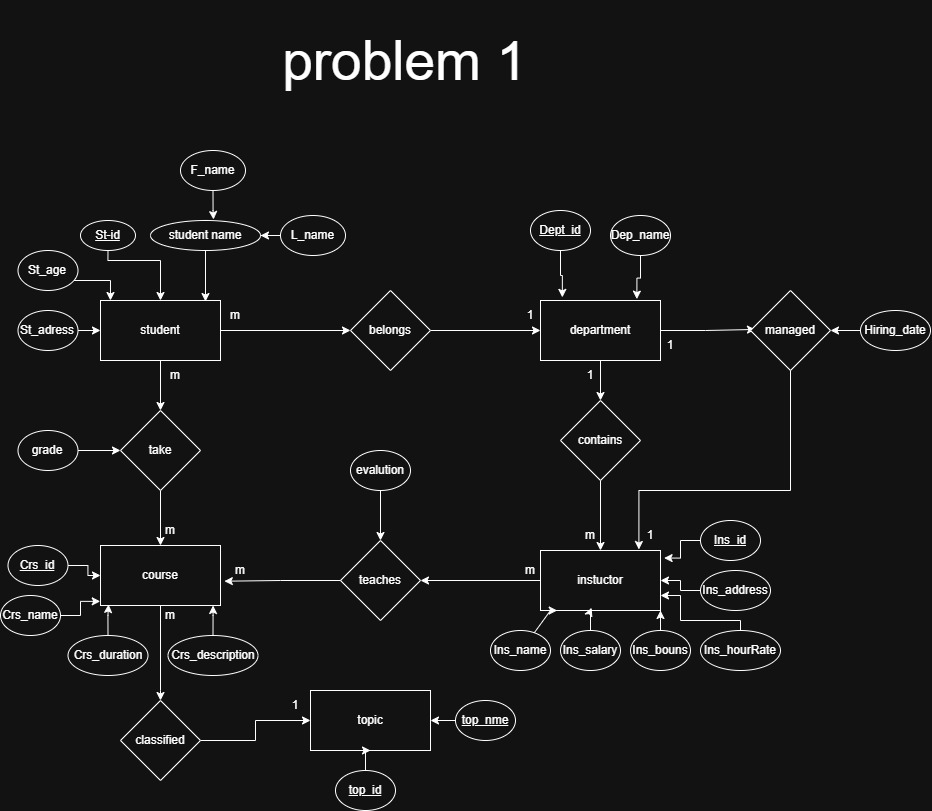 problem 1
F_name
St-id
student name
L_name
Dept_id
Dep_name
St_age
St_adress
student
m
belongs
1
department
1
managed
Hiring_date
m
1
grade
take
contains
evalution
m
m
1
Ins_id
Crs_id
course
m
teaches
m
instuctor
Ins_address
Crs_name
m
Crs_duration
Crs_description
Ins_name
Ins_salary
Ins_bouns
Ins_hourRate
classified
1
topic
top_nme
top_id